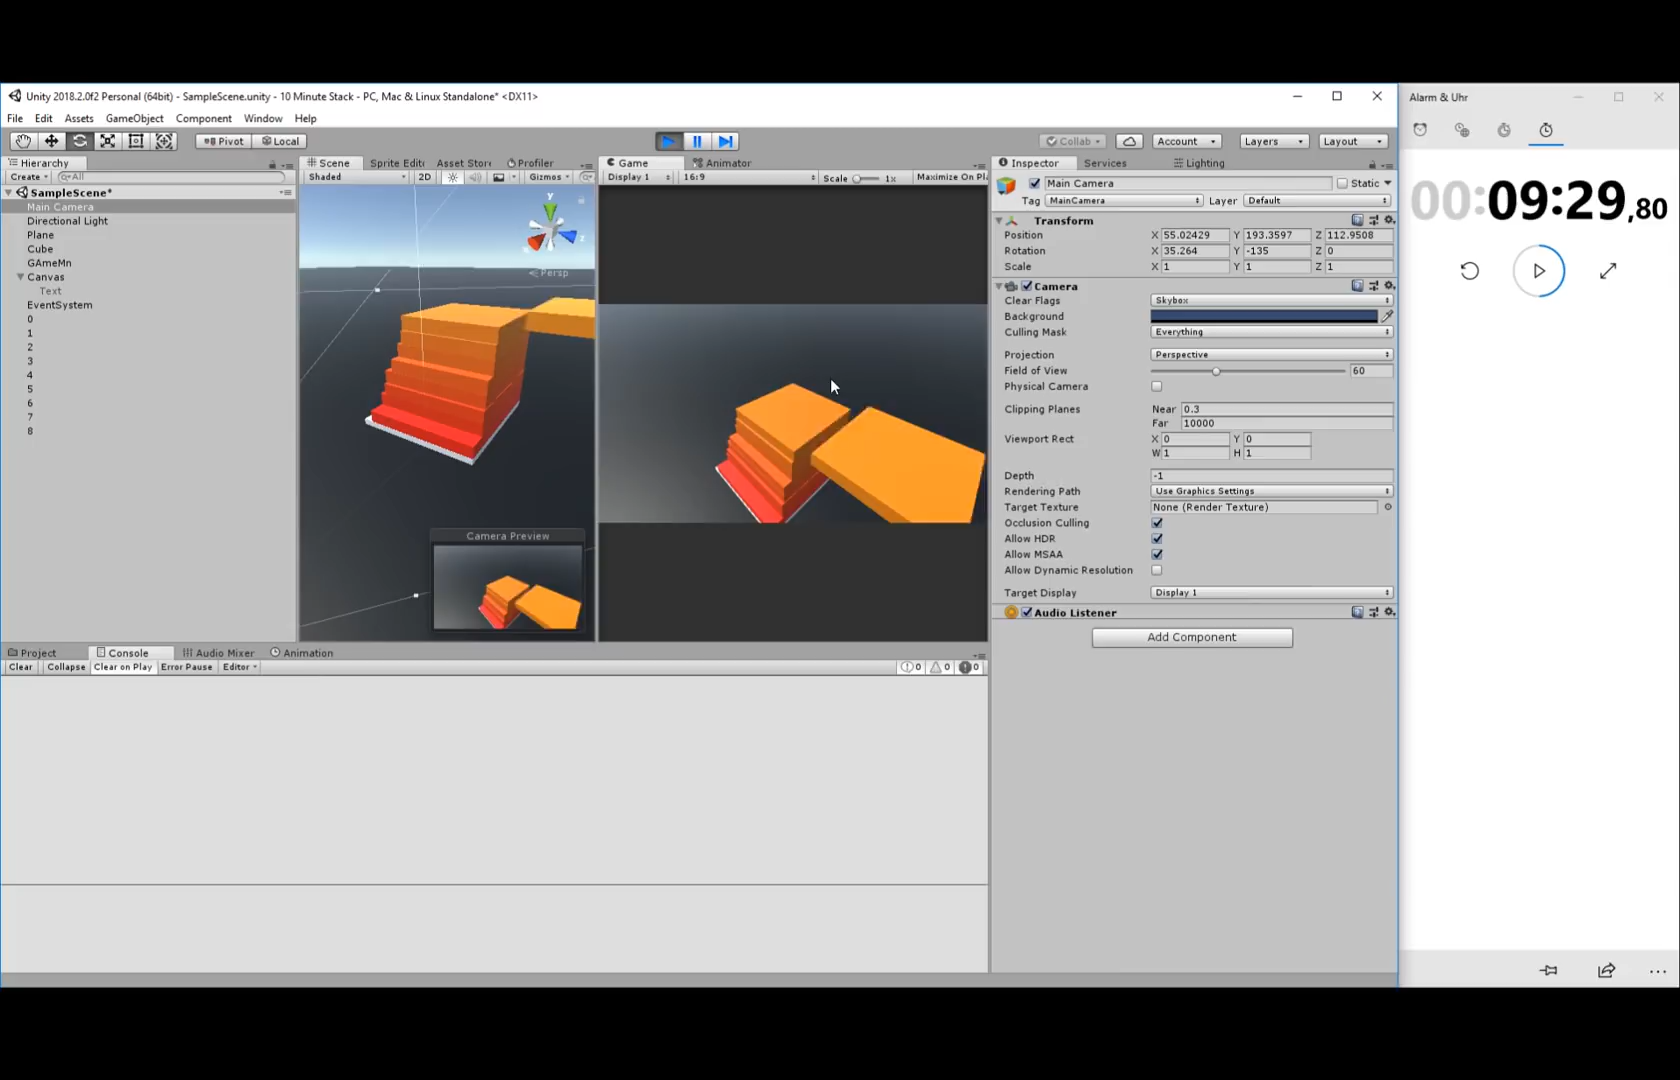 Unity 2018.2.0f2 Personal (64bit) - SampleScene.unity - 10 Minute Stack - PC, Mac & Linux Standalone* <DX11>
File Edit Assets GameObject Component Window Help
Pivot Local Collab Account Layers Layout
Hierarchy
Create All
SampleScene*
Main Camera
Directional Light
Plane
Cube
GAmeMn
Canvas
Text
EventSystem
0
1
2
3
4
5
6
7
8
Scene Sprite Edit Asset Stor Profiler
Shaded 2D Gizmos
y
z
Persp
Camera Preview
Game Animator
Display 1 16:9 Scale 1x Maximize On Pl
Inspector Services Lighting
Main Camera Static
Tag MainCamera Layer Default
Transform
Position X 55.02429 Y 193.3597 Z 112.9508
Rotation X 35.264 Y -135 Z 0
Scale X 1 Y 1 Z 1
Camera
Clear Flags Skybox
Background
Culling Mask Everything
Projection Perspective
Field of View 60
Physical Camera
Clipping Planes Near 0.3
Far 10000
Viewport Rect X 0 Y 0
W 1 H 1
Depth -1
Rendering Path Use Graphics Settings
Target Texture None (Render Texture)
Occlusion Culling
Allow HDR
Allow MSAA
Allow Dynamic Resolution
Target Display Display 1
Audio Listener
Add Component
Project Console Audio Mixer Animation
Clear Collapse Clear on Play Error Pause Editor 0 0 0
Alarm & Uhr
00:09:29,80